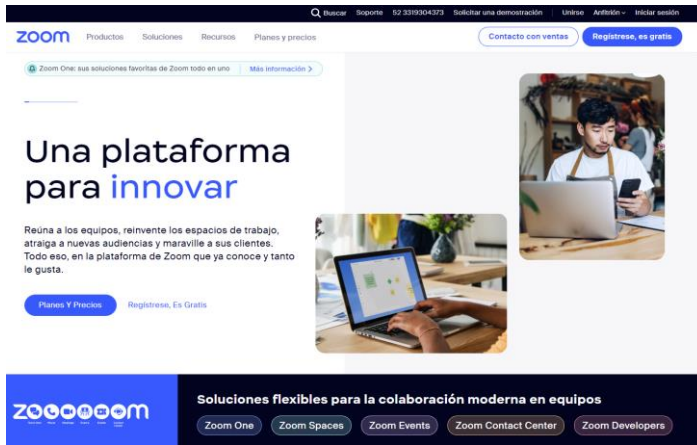 Buscar Soporte 52 3319304373 Solicitar una demostración Unirse Anfitrión Iniciar sesión
zoom Productos Soluciones Recursos Planes y precios Contacto con ventas Regístrese, es gratis
Zoom One: sus soluciones favoritas de Zoom todo en uno Más información >
Una plataforma
para innovar
Reúna a los equipos, reinvente los espacios de trabajo,
atraiga a nuevas audiencias y maraville a sus clientes.
Todo eso, en la plataforma de Zoom que ya conoce y tanto
le gusta.
Planes Y Precios Regístrese, Es Gratis
Soluciones flexibles para la colaboración moderna en equipos
zoooooom
Zoom One Zoom Spaces Zoom Events Zoom Contact Center Zoom Developers